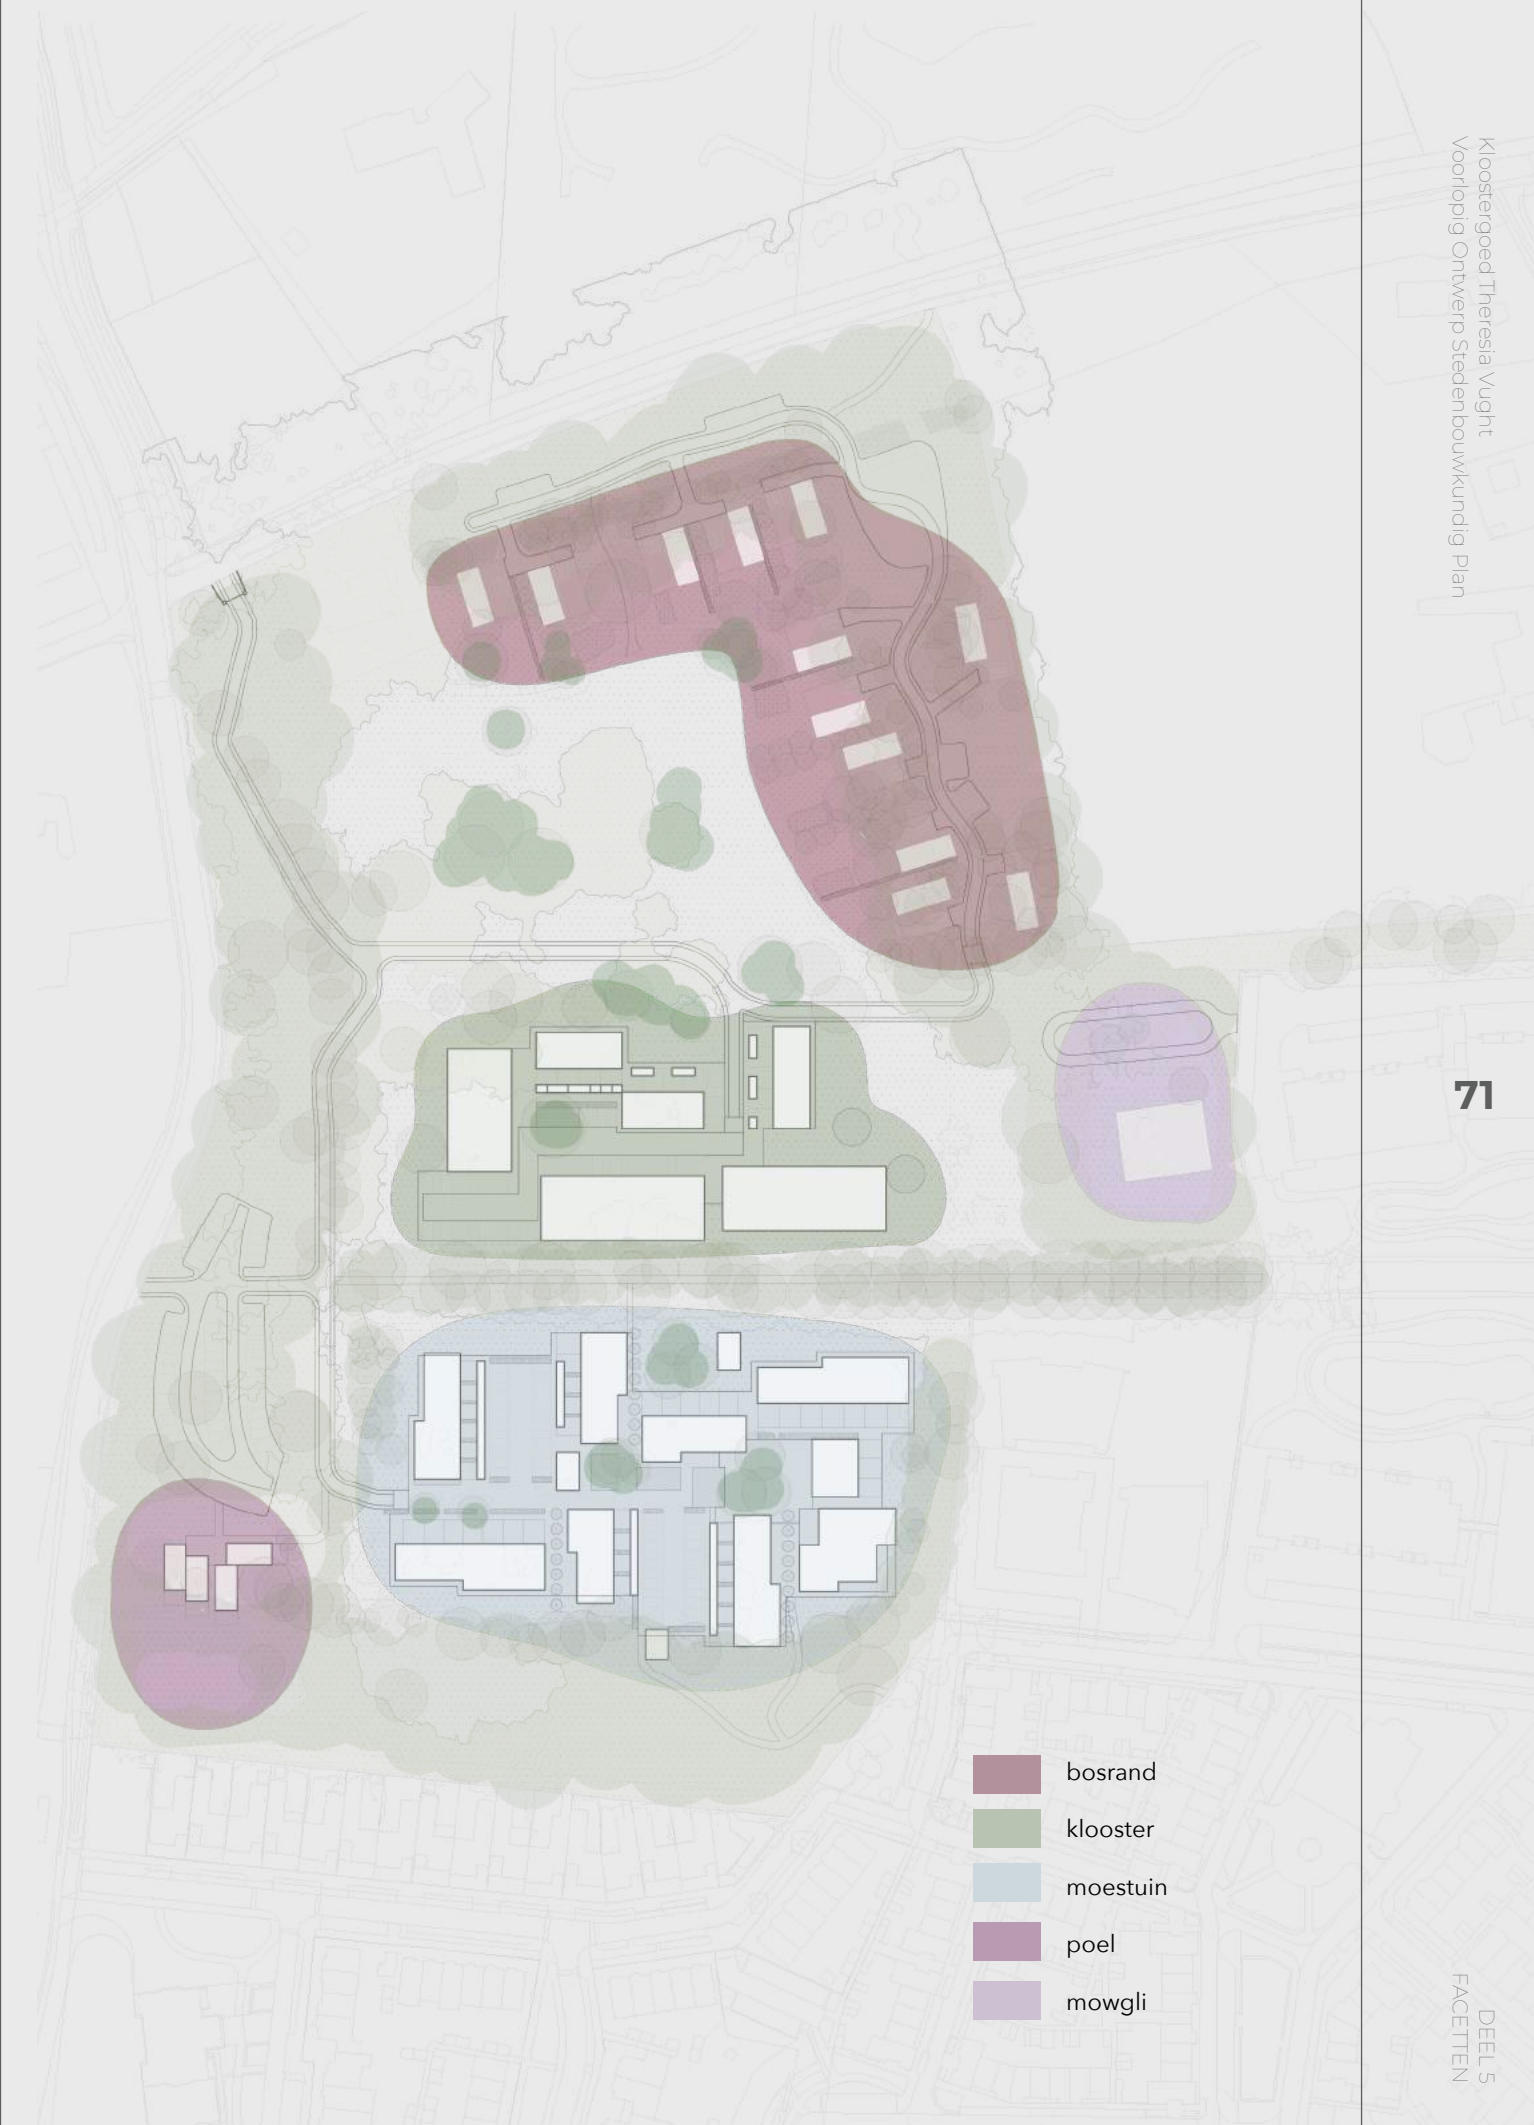 Kloostergoed Theresia Vught
Voorlopig Ontwerp Stedenbouwkundig Plan
71
bosrand
klooster
moestuin
poel
mowgli
DEEL 5
FACETTEN